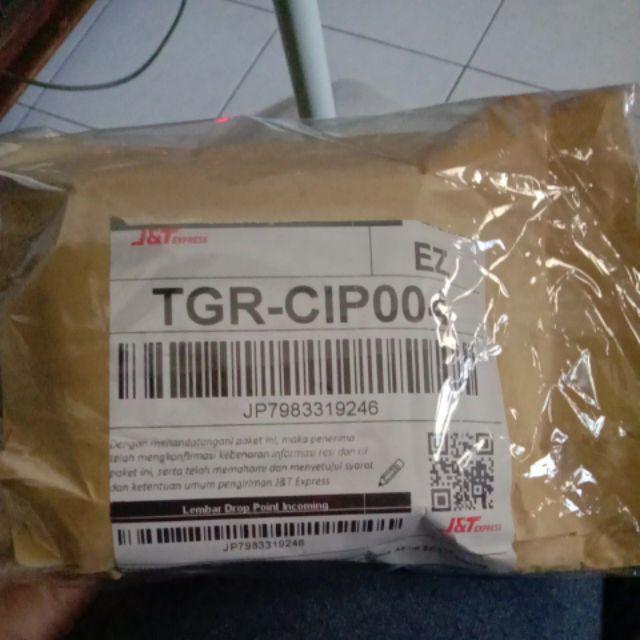 J&T EXPRESS
EZ
TGR-CIP00
JP7983319246
Dengan menandatangani paket ini, maka penerima
telah mengkonfirmasi kebenaran informasi resi dan isi
paket ini, serta telah memahami dan menyetujui syarat
dan ketentuan umum pengiriman J&T Express
J&T EXPRESS
Lembar Drop Point Incoming
JP7983319246